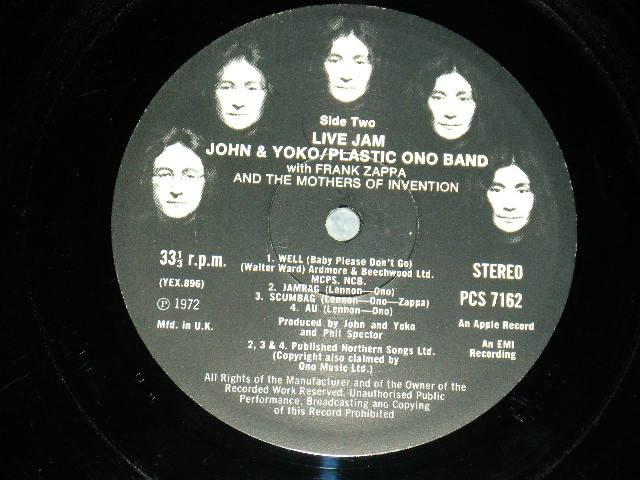 Side Two
LIVE JAM
JOHN & YOKO/PLASTIC ONO BAND
with FRANK ZAPPA
AND THE MOTHERS OF INVENTION
33⅓ r.p.m.
(YEX.896)
Ⓟ 1972
Mfd. in U.K.
1. WELL (Baby Please Don't Go)
(Walter Ward) Ardmore & Beechwood Ltd.
MCPS, NCB.
2. JAMRAG (Lennon—Ono)
3. SCUMBAG (Lennon—Ono—Zappa)
4. AU (Lennon—Ono)
Produced by John and Yoko
and Phil Spector
2, 3 & 4. Published Northern Songs Ltd.
(Copyright also claimed by
Ono Music Ltd.)
STEREO
PCS 7162
An Apple Record
An EMI
Recording
All Rights of the Manufacturer and of the Owner of the
Recorded Work Reserved. Unauthorised Public
Performance, Broadcasting and Copying
of this Record Prohibited